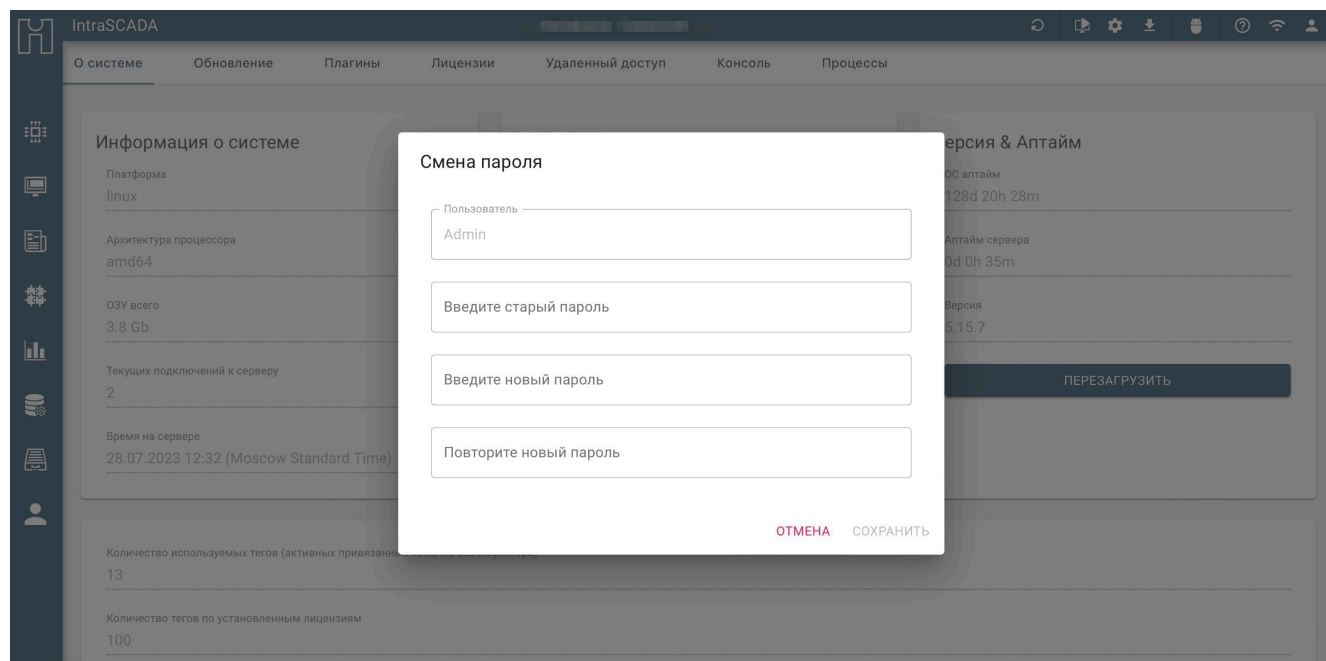 IntraSCADA
О системе
Обновление
Плагины
Лицензии
Удаленный доступ
Консоль
Процессы
Информация о системе
Платформа
linux
Архитектура процессора
amd64
ОЗУ всего
3.8 Gb
Текущих подключений к серверу
2
Время на сервере
28.07.2023 12:32 (Moscow Standard Time)
Смена пароля
Пользователь
Admin
Введите старый пароль
Введите новый пароль
Повторите новый пароль
ОТМЕНА
СОХРАНИТЬ
ерсия & Аптайм
ОС аптайм
128d 20h 28m
Аптайм сервера
0d 0h 35m
Версия
5.15.7
ПЕРЕЗАГРУЗИТЬ
Количество используемых тегов (активных привязанн
13
Количество тегов по установленным лицензиям
100